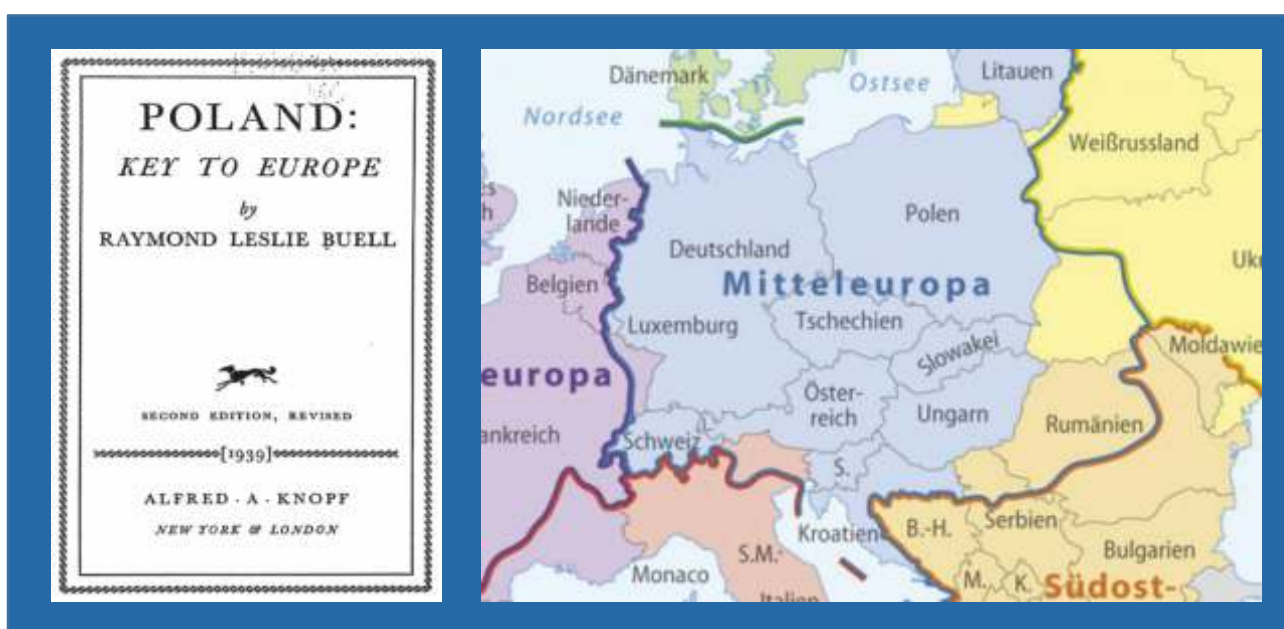 POLAND:
KEY TO EUROPE
by
RAYMOND LESLIE BUELL
SECOND EDITION, REVISED
[1939]
ALFRED · A · KNOPF
NEW YORK & LONDON
Dänemark
Ostsee
Litauen
Nordsee
Weißrussland
Nieder-
lande
Polen
Deutschland
Belgien
Mitteleuropa
Luxemburg
Tschechien
Slowakei
Moldawie
europa
Öster-
reich
Ungarn
Rumänien
ankreich
Schweiz
S.
Kroatien
B.-H.
Serbien
Bulgarien
S.M.
Monaco
M.
K.
Südost-
Italien